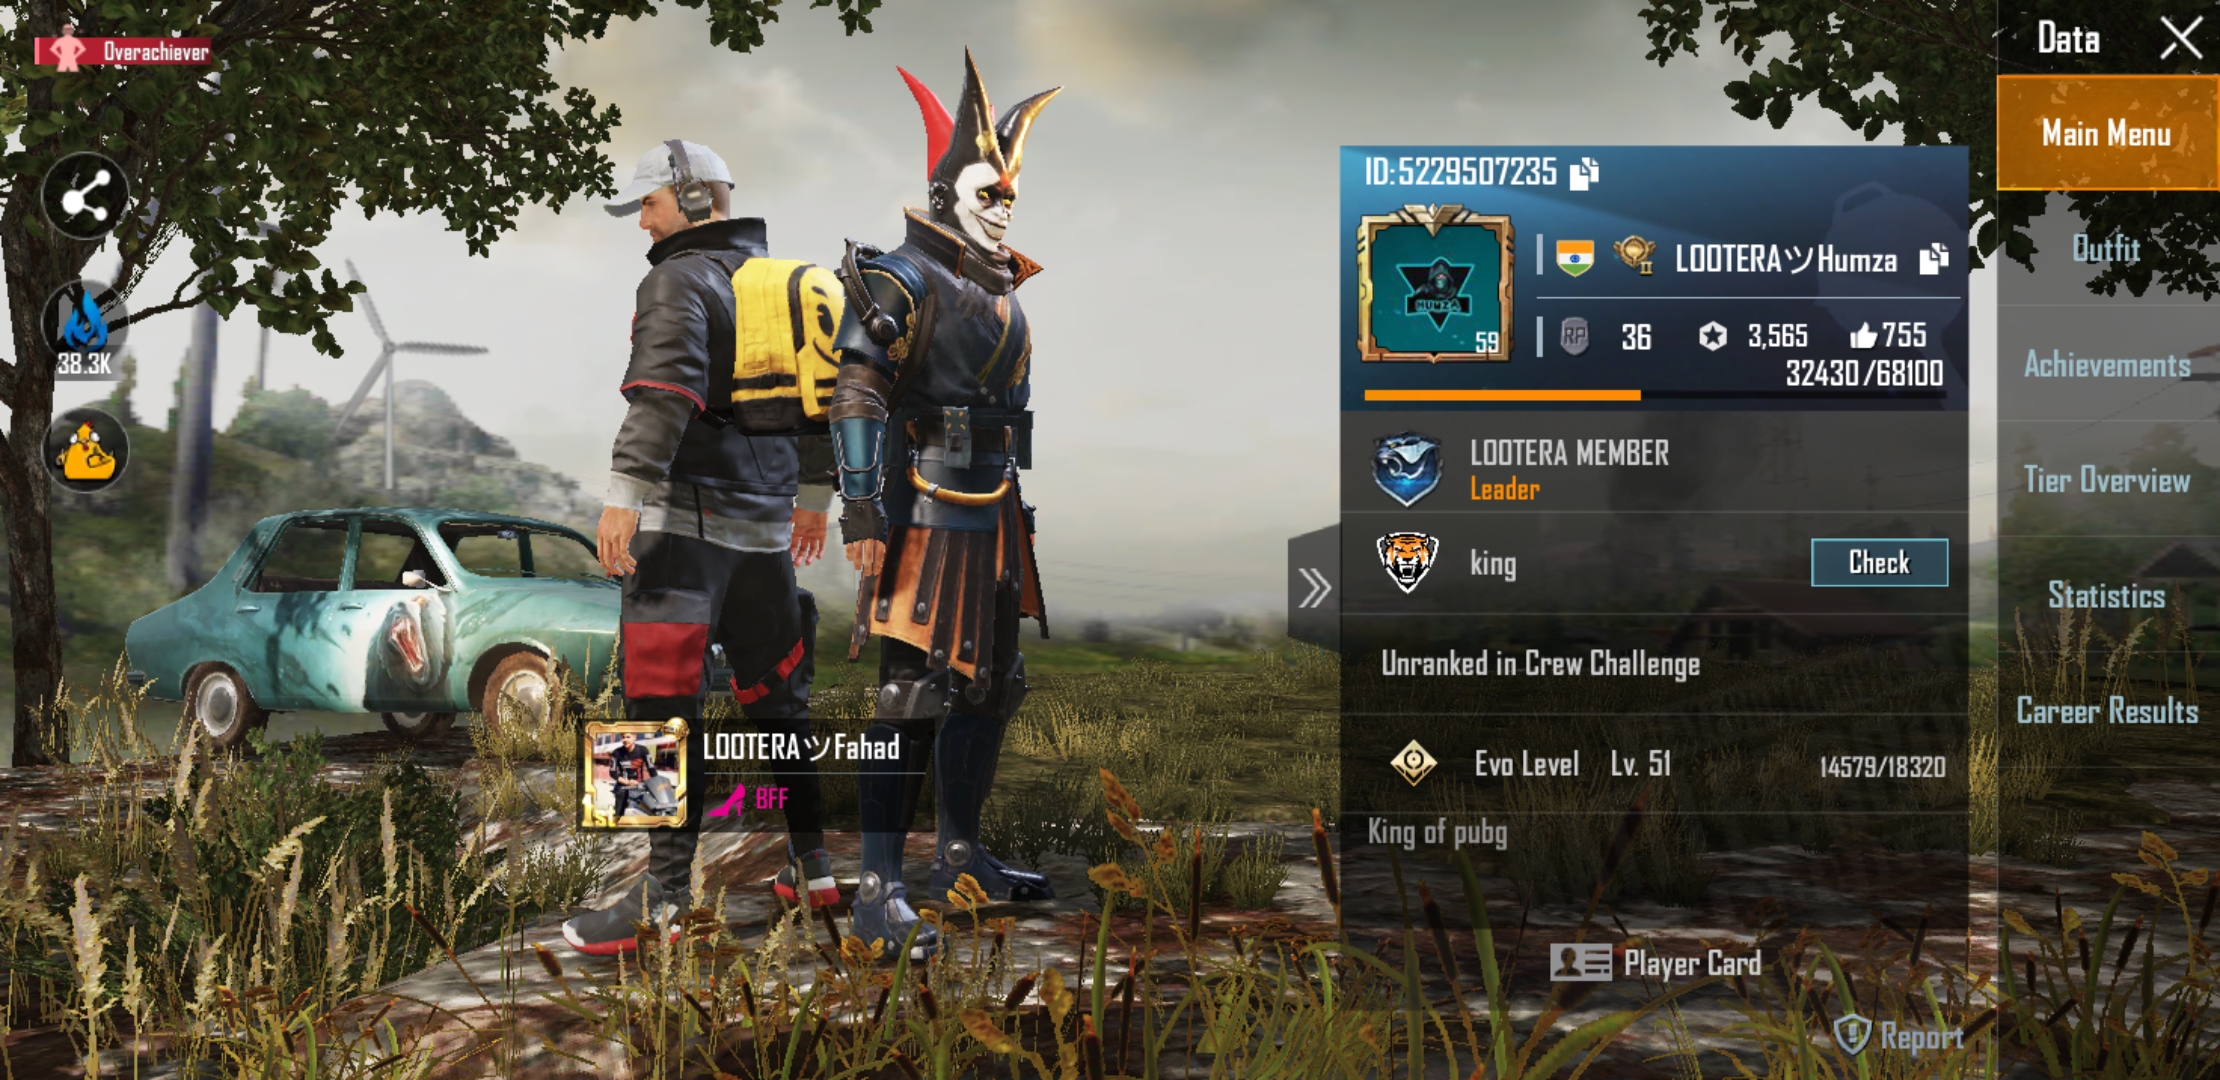 Overachiever
38.3K
LOOTERAツFahad
BFF
1st
ID:5229507235
HUMZA
59
II
LOOTERAツHumza
RP 36 3,565 755
32430/68100
LOOTERA MEMBER
Leader
king
Check
Unranked in Crew Challenge
Evo Level Lv. 51 14579/18320
King of pubg
Player Card
Report
Data
Main Menu
Outfit
Achievements
Tier Overview
Statistics
Career Results